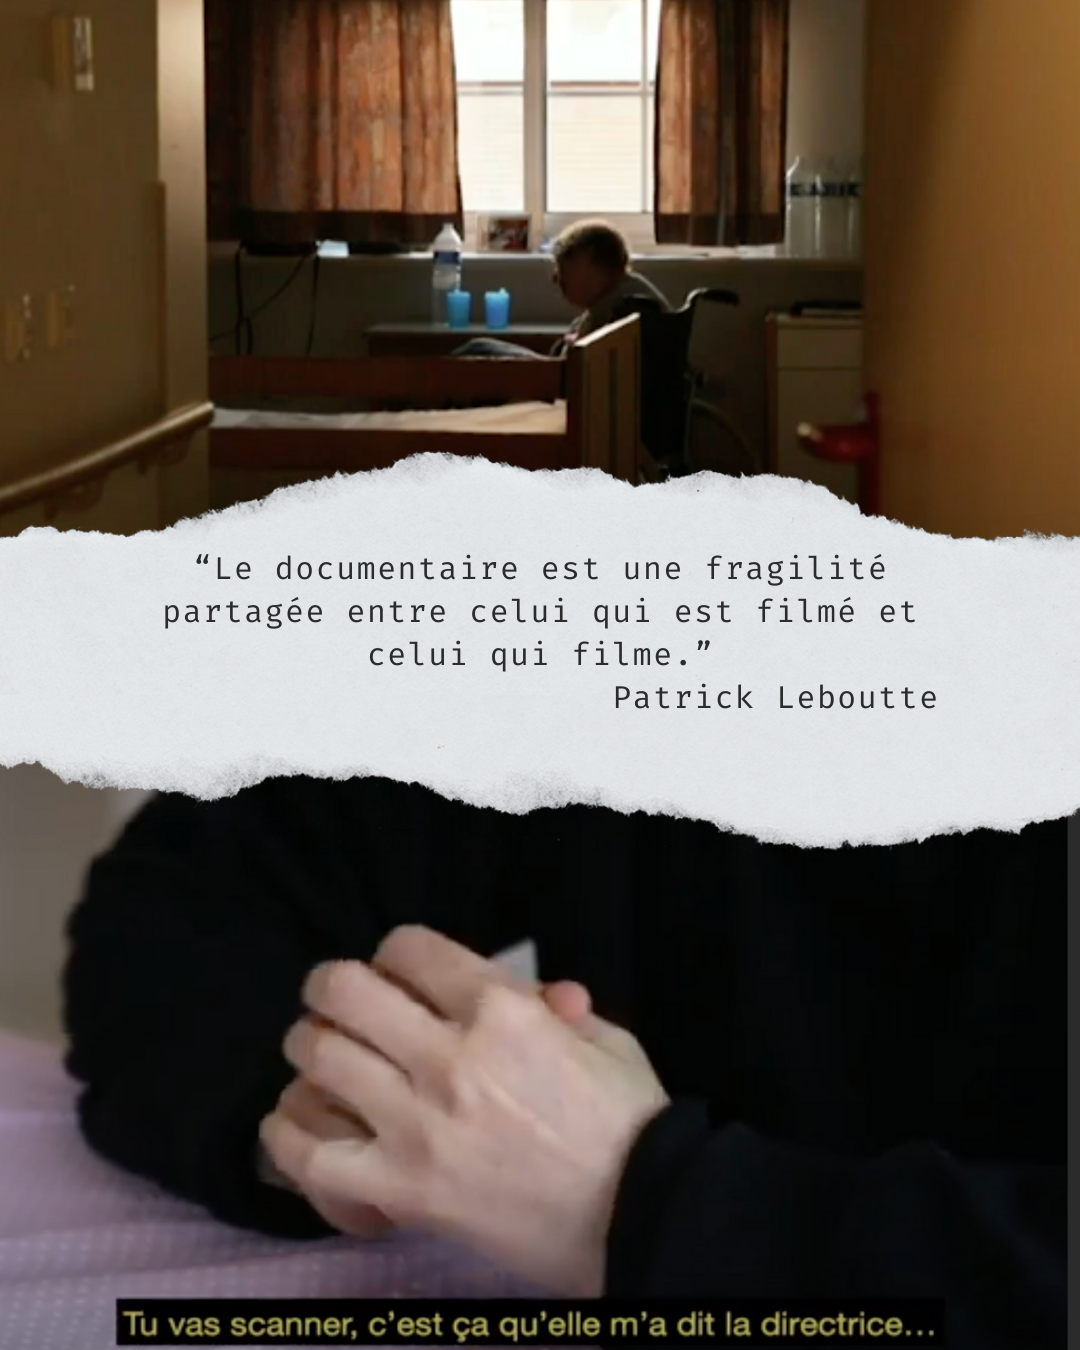 “Le documentaire est une fragilité
partagée entre celui qui est filmé et
celui qui filme.”
Patrick Leboutte
Tu vas scanner, c’est ça qu’elle m’a dit la directrice...